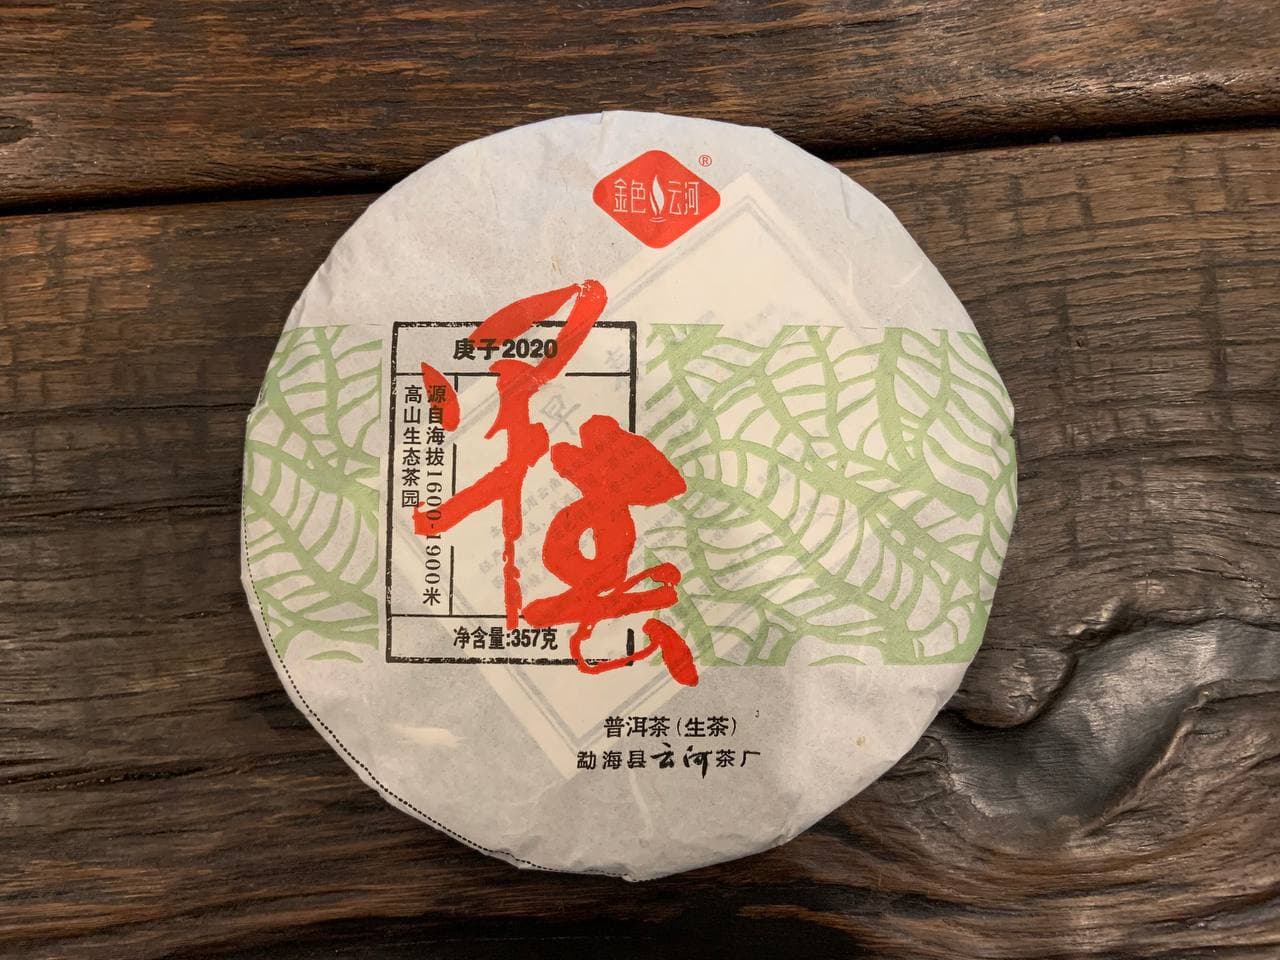 金色云河®
庚子2020
源自海拔1600-1900米
高山生态茶园
早春
净含量:357克
普洱茶(生茶)
勐海县云河茶厂